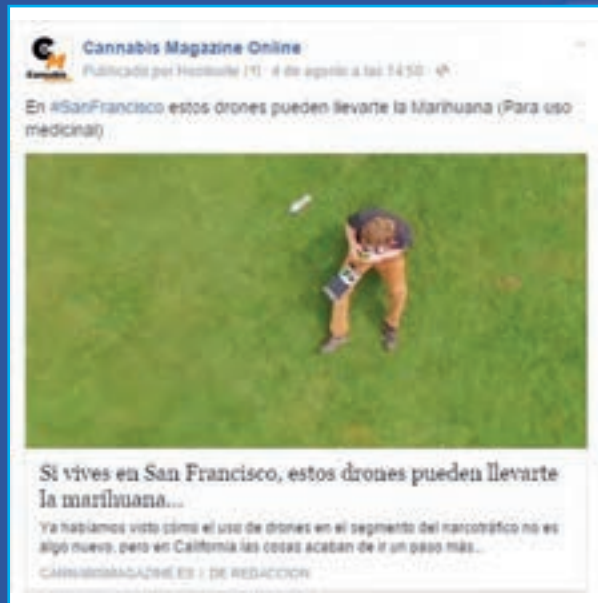 CM
Cannabis
Cannabis Magazine Online
Publicado por Hootsuite [?] · 4 de agosto a las 14:50 ·
En #SanFrancisco estos drones pueden llevarte la Marihuana (Para uso
medicinal)
Si vives en San Francisco, estos drones pueden llevarte
la marihuana...
Ya habíamos visto cómo el uso de drones en el segmento del narcotráfico no es
algo nuevo, pero en California las cosas acaban de ir un paso más...
CANNABISMAGAZINE.ES | DE REDACCION